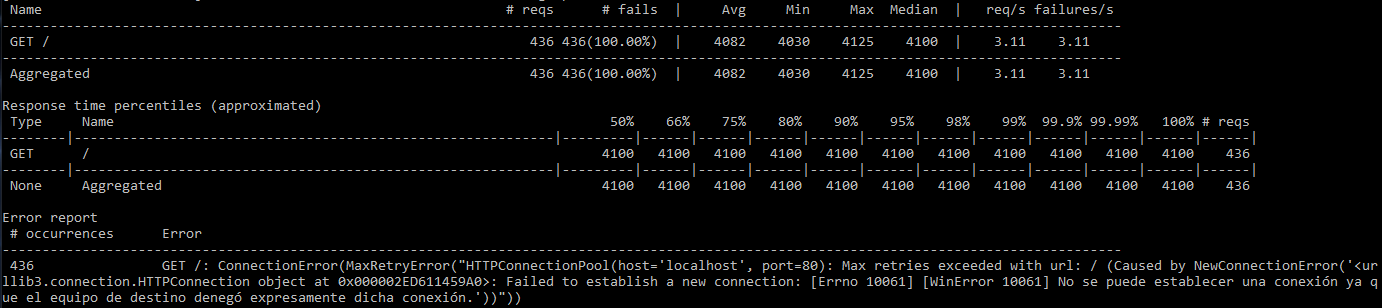 Name # reqs # fails | Avg Min Max Median | req/s failures/s
--------------------------------------------------------------------------------------------------------------------------------------------
GET / 436 436(100.00%) | 4082 4030 4125 4100 | 3.11 3.11
--------------------------------------------------------------------------------------------------------------------------------------------
Aggregated 436 436(100.00%) | 4082 4030 4125 4100 | 3.11 3.11
Response time percentiles (approximated)
Type Name 50% 66% 75% 80% 90% 95% 98% 99% 99.9% 99.99% 100% # reqs
--------|------------------------------------------------------------|---------|------|------|------|------|------|------|------|------|------|------|------|
GET / 4100 4100 4100 4100 4100 4100 4100 4100 4100 4100 4100 436
--------|------------------------------------------------------------|---------|------|------|------|------|------|------|------|------|------|------|------|
None Aggregated 4100 4100 4100 4100 4100 4100 4100 4100 4100 4100 4100 436
Error report
# occurrences Error
--------------------------------------------------------------------------------------------------------------------------------------------
436 GET /: ConnectionError(MaxRetryError("HTTPConnectionPool(host='localhost', port=80): Max retries exceeded with url: / (Caused by NewConnectionError('<ur
llib3.connection.HTTPConnection object at 0x000002ED611459A0>: Failed to establish a new connection: [Errno 10061] [WinError 10061] No se puede establecer una conexión ya q
ue el equipo de destino denegó expresamente dicha conexión.'))"))